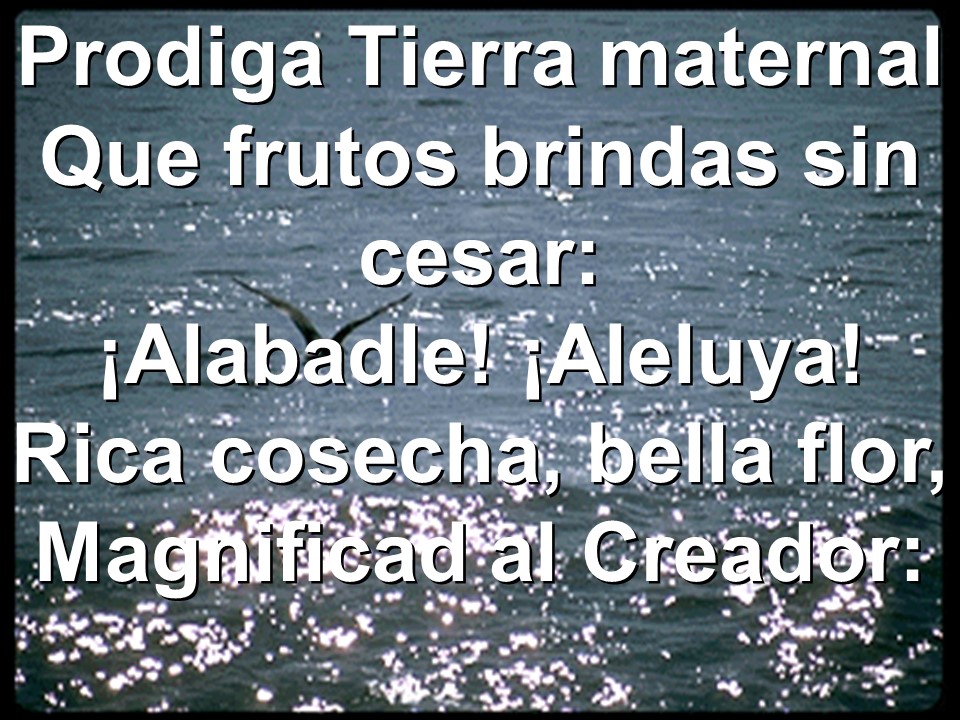 Prodiga Tierra maternal
Que frutos brindas sin
cesar:
¡Alabadle! ¡Aleluya!
Rica cosecha, bella flor,
Magnificad al Creador: